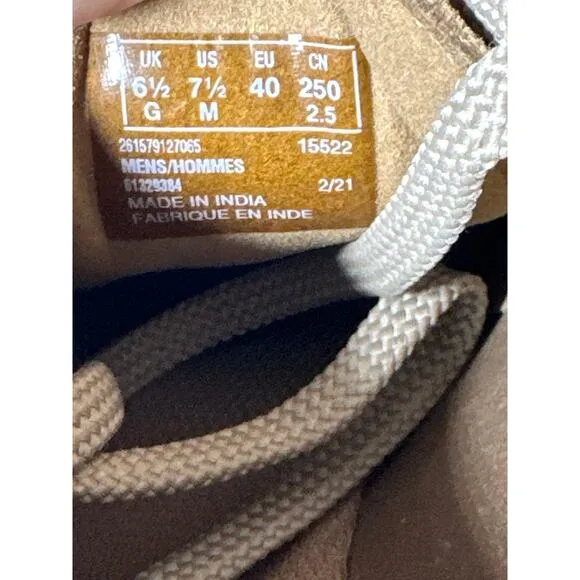 UK US EU CN
6½ 7½ 40 250
G M 2.5
261579127065 15522
MENS/HOMMES
61329384 2/21
MADE IN INDIA
FABRIQUE EN INDE